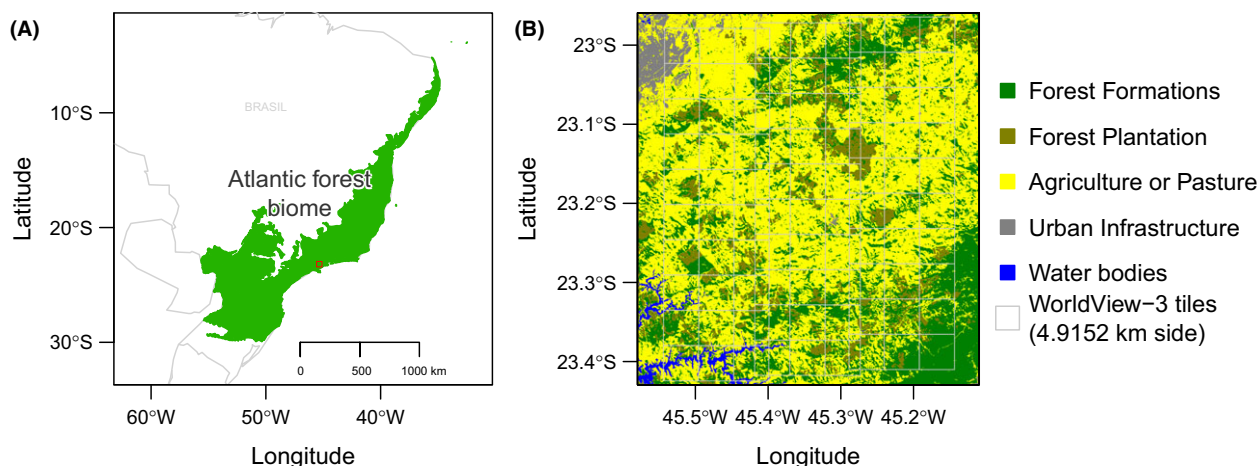 (A)
Latitude
10°S
20°S
30°S
BRASIL
Atlantic forest
biome
0 500 1000 km
60°W 50°W 40°W
Longitude
(B)
Latitude
23°S
23.1°S
23.2°S
23.3°S
23.4°S
45.5°W 45.4°W 45.3°W 45.2°W
Longitude
Forest Formations
Forest Plantation
Agriculture or Pasture
Urban Infrastructure
Water bodies
WorldView−3 tiles
(4.9152 km side)